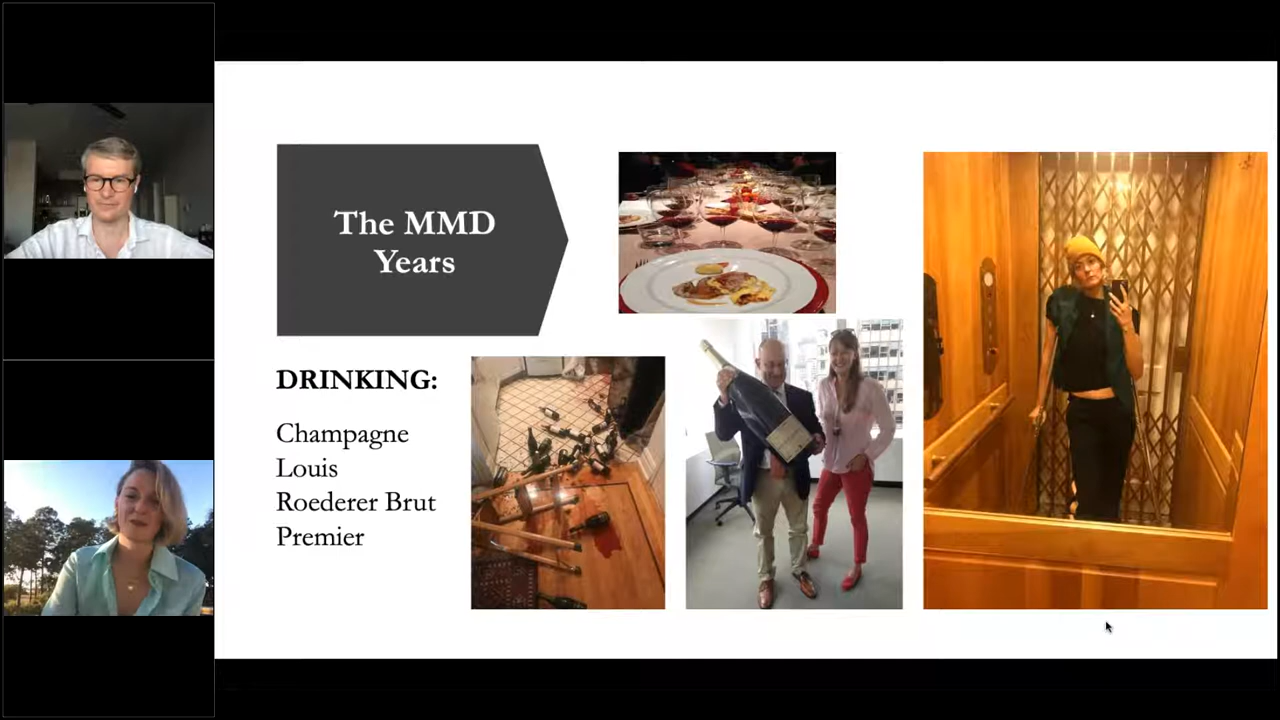 The MMD
Years
DRINKING:
Champagne
Louis
Roederer Brut
Premier